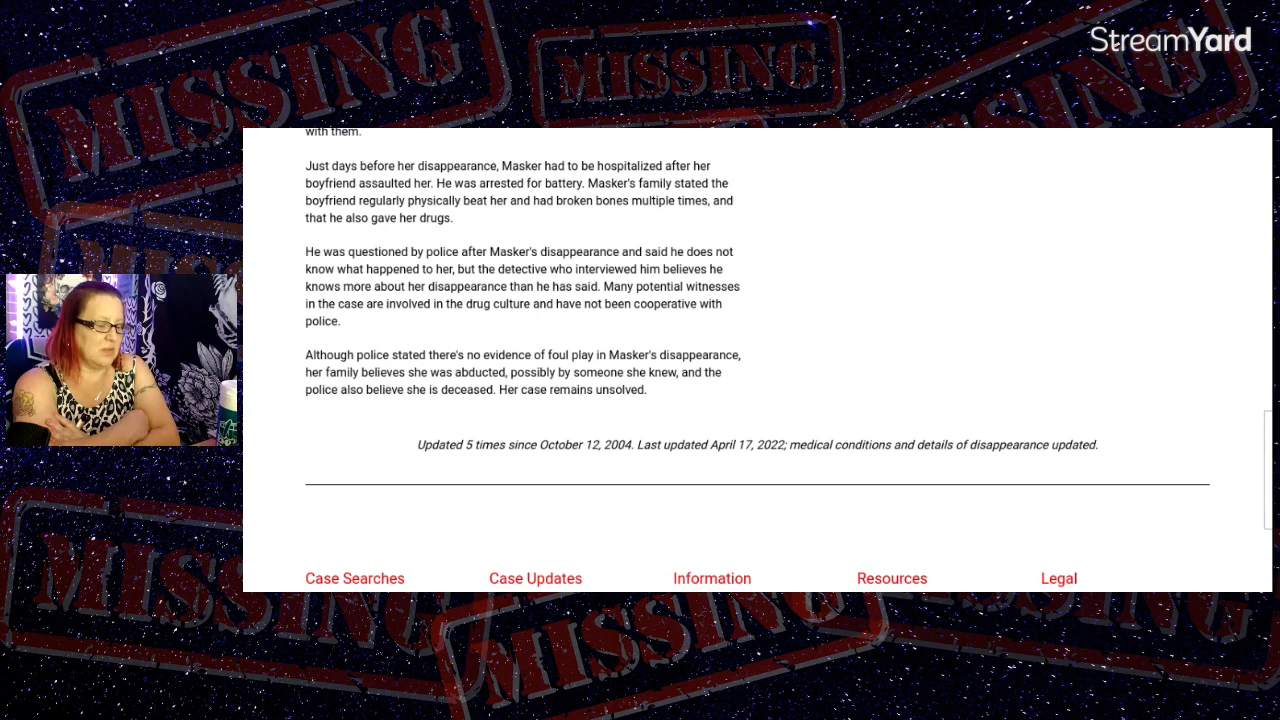 MISSING
MISSING
MISSING
StreamYard
with them.
Just days before her disappearance, Masker had to be hospitalized after her
boyfriend assaulted her. He was arrested for battery. Masker's family stated the
boyfriend regularly physically beat her and had broken bones multiple times, and
that he also gave her drugs.
He was questioned by police after Masker's disappearance and said he does not
know what happened to her, but the detective who interviewed him believes he
knows more about her disappearance than he has said. Many potential witnesses
in the case are involved in the drug culture and have not been cooperative with
police.
Although police stated there's no evidence of foul play in Masker's disappearance,
her family believes she was abducted, possibly by someone she knew, and the
police also believe she is deceased. Her case remains unsolved.
Updated 5 times since October 12, 2004. Last updated April 17, 2022; medical conditions and details of disappearance updated.
Case Searches
Case Updates
Information
Resources
Legal
MISSING
MISSING